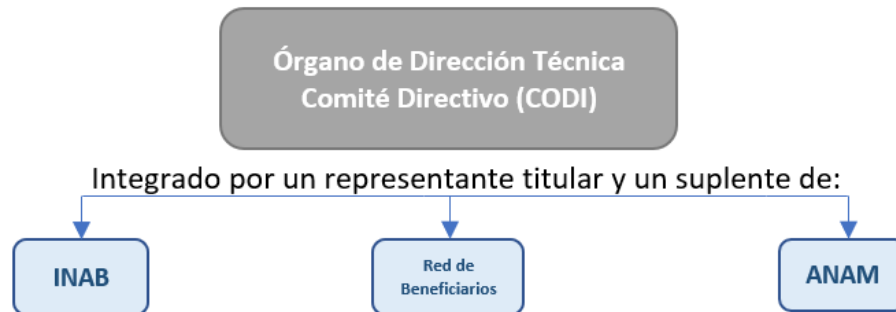 Órgano de Dirección Técnica
Comité Directivo (CODI)
Integrado por un representante titular y un suplente de:
INAB
Red de
Beneficiarios
ANAM